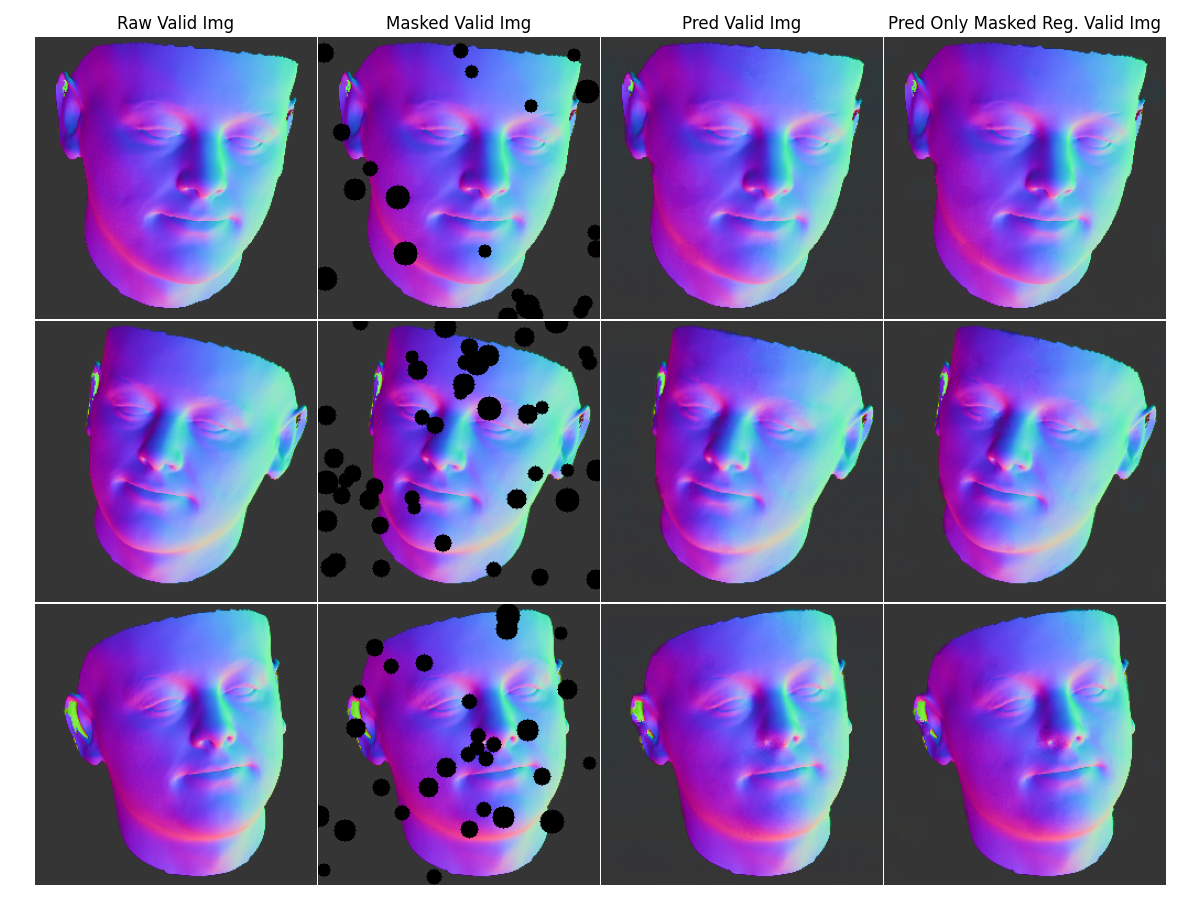 Raw Valid Img
Masked Valid Img
Pred Valid Img
Pred Only Masked Reg. Valid Img